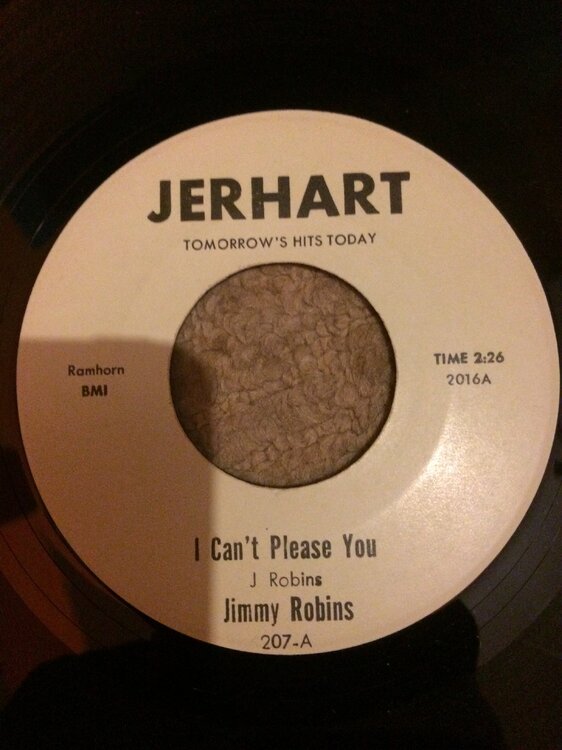 JERHART
TOMORROW'S HITS TODAY
Ramhorn
BMI
TIME 2:26
2016A
I Can't Please You
J Robins
Jimmy Robins
207-A